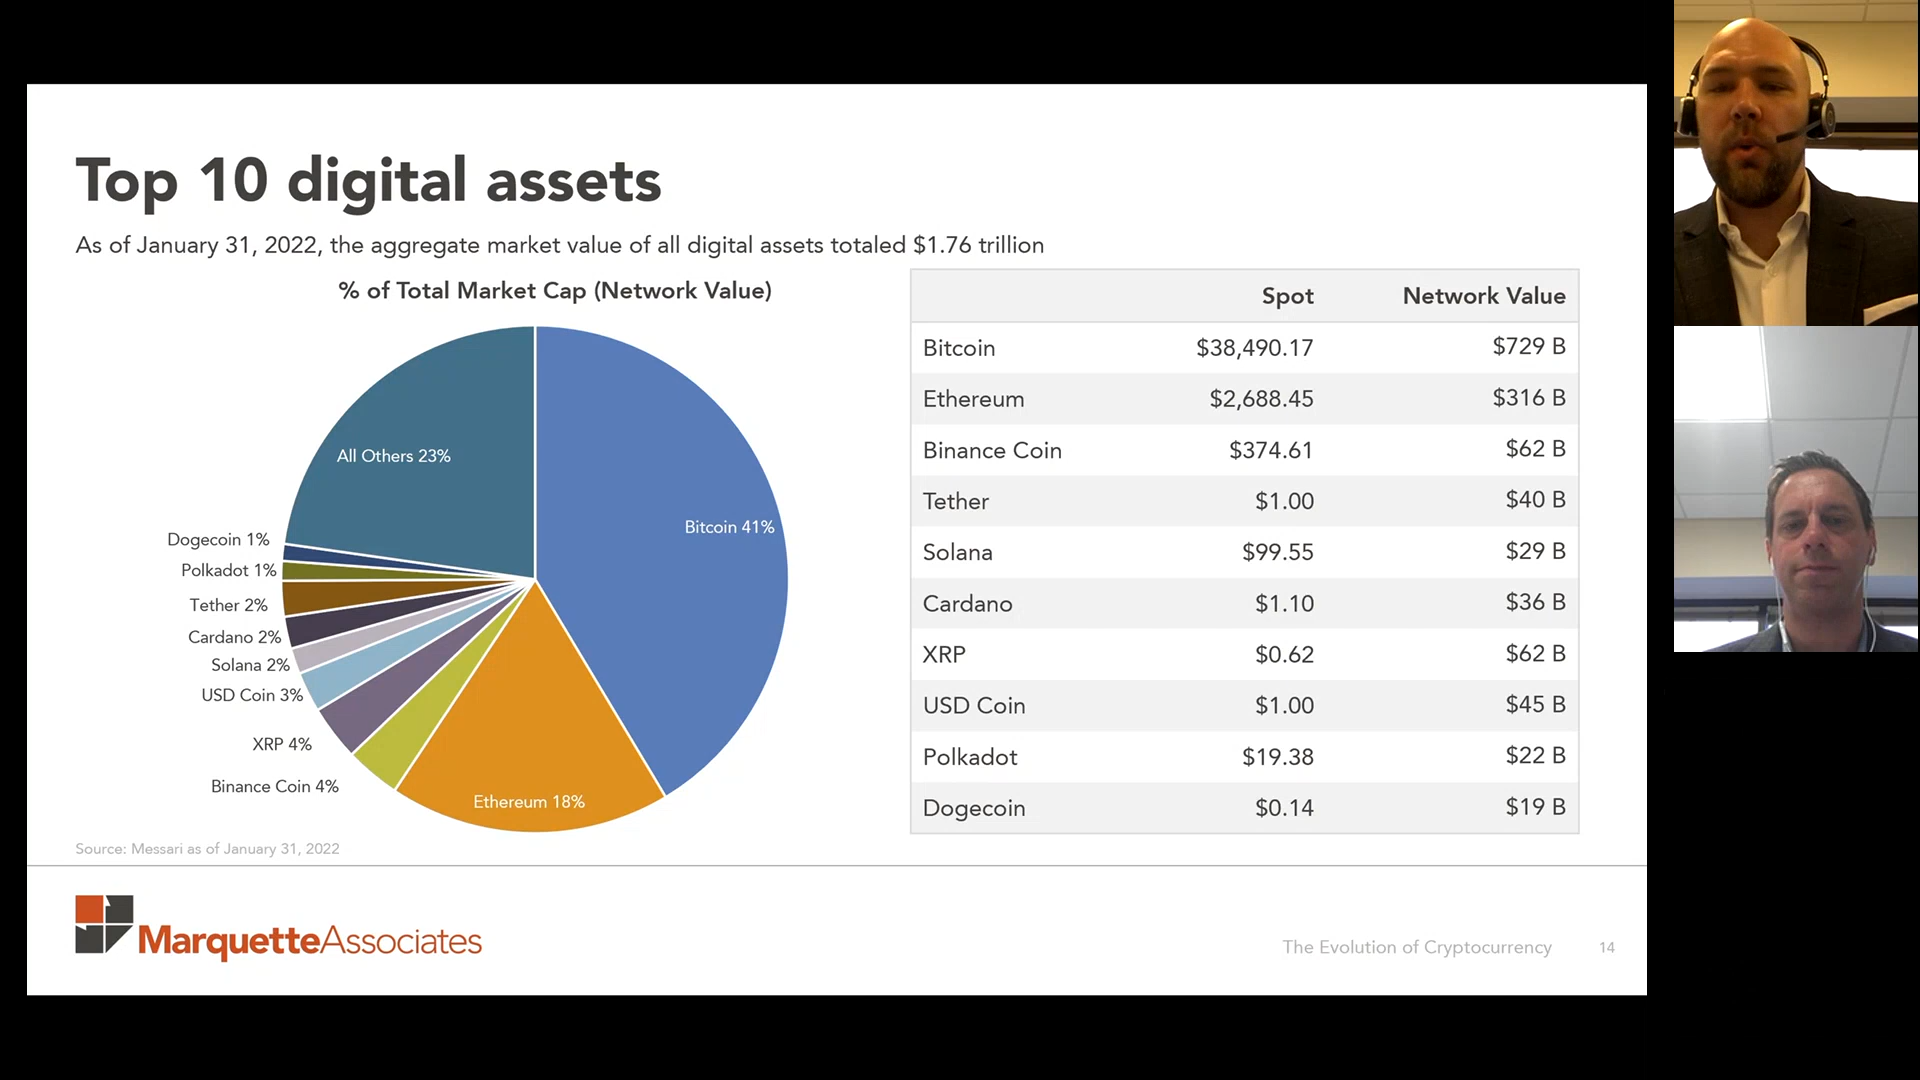 Top 10 digital assets
As of January 31, 2022, the aggregate market value of all digital assets totaled $1.76 trillion
% of Total Market Cap (Network Value)
All Others 23%
Bitcoin 41%
Dogecoin 1%
Polkadot 1%
Tether 2%
Cardano 2%
Solana 2%
USD Coin 3%
XRP 4%
Binance Coin 4%
Ethereum 18%
Spot Network Value
Bitcoin $38,490.17 $729 B
Ethereum $2,688.45 $316 B
Binance Coin $374.61 $62 B
Tether $1.00 $40 B
Solana $99.55 $29 B
Cardano $1.10 $36 B
XRP $0.62 $62 B
USD Coin $1.00 $45 B
Polkadot $19.38 $22 B
Dogecoin $0.14 $19 B
Source: Messari as of January 31, 2022
MarquetteAssociates
The Evolution of Cryptocurrency 14